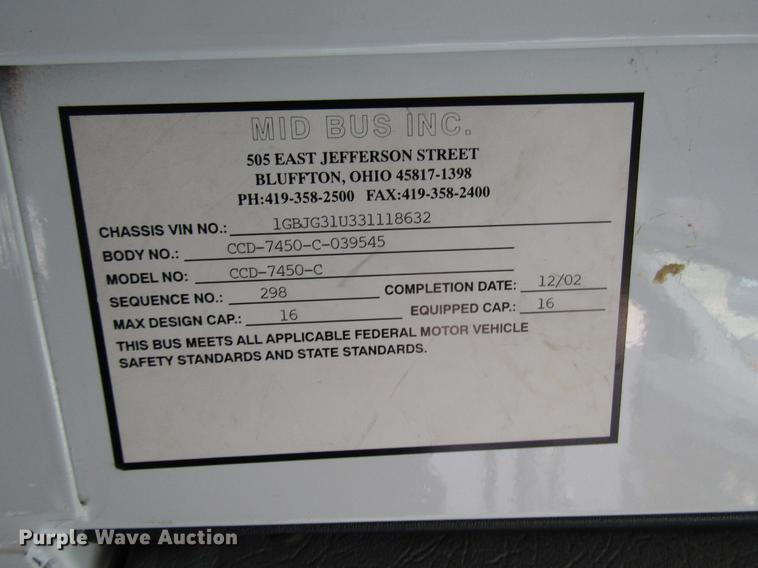 MID BUS INC.
505 EAST JEFFERSON STREET
BLUFFTON, OHIO 45817-1398
PH:419-358-2500 FAX:419-358-2400
CHASSIS VIN NO.: 1GBJG31U331118632
BODY NO.: CCD-7450-C-039545
MODEL NO: CCD-7450-C
SEQUENCE NO.: 298 COMPLETION DATE: 12/02
MAX DESIGN CAP.: 16 EQUIPPED CAP.: 16
THIS BUS MEETS ALL APPLICABLE FEDERAL MOTOR VEHICLE
SAFETY STANDARDS AND STATE STANDARDS.
Purple Wave Auction